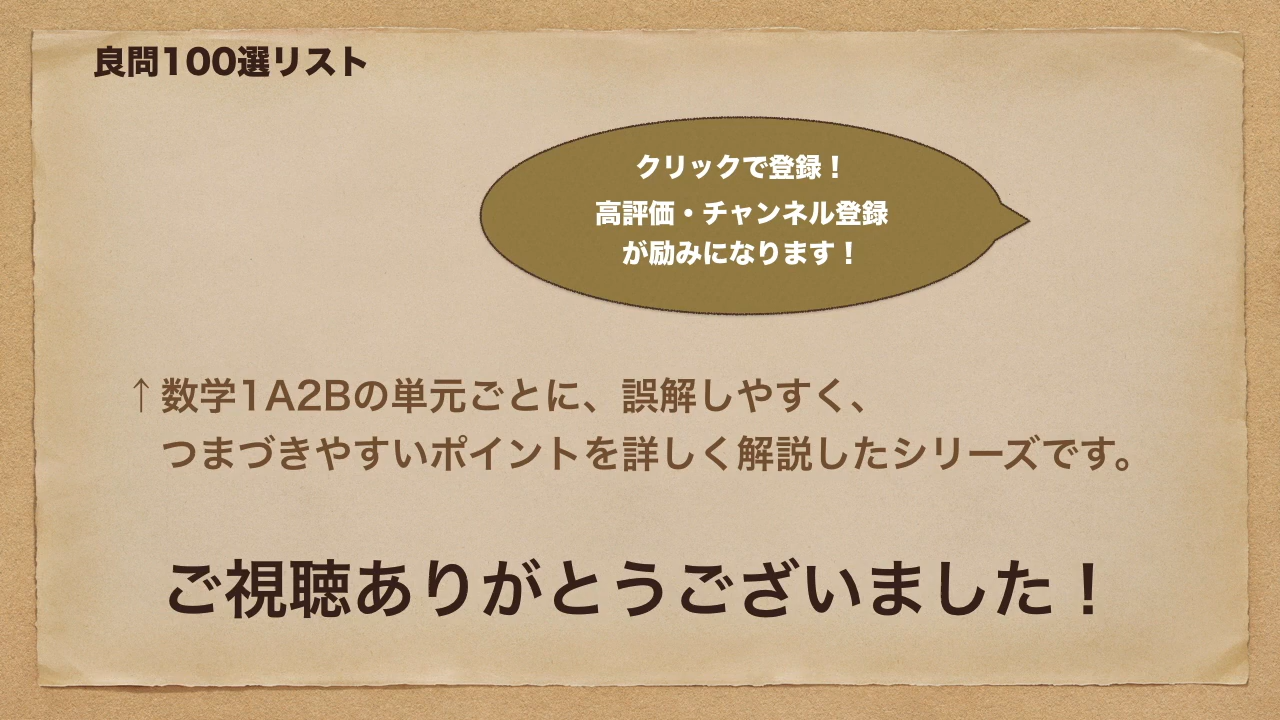 良問100選リスト
クリックで登録！
高評価・チャンネル登録
が励みになります！
↑数学1A2Bの単元ごとに、誤解しやすく、
つまづきやすいポイントを詳しく解説したシリーズです。
ご視聴ありがとうございました！